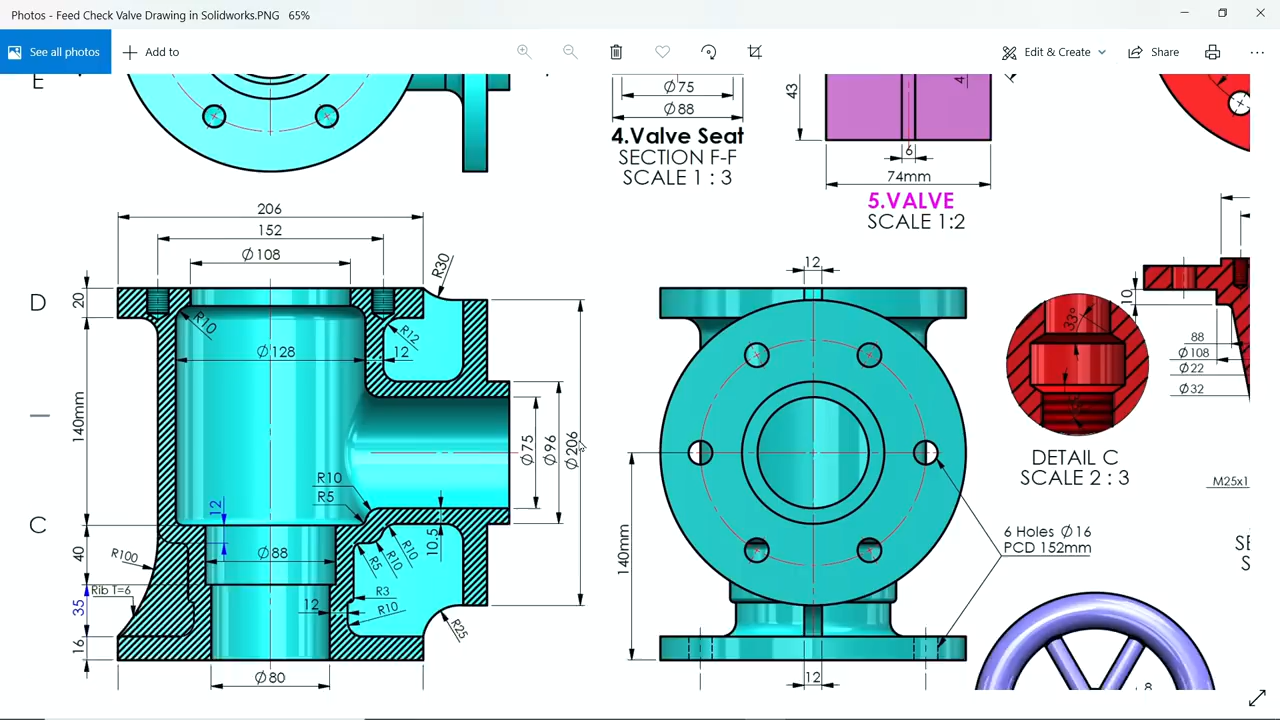 Photos - Feed Check Valve Drawing in Solidworks.PNG 65%
See all photos
Add to
Edit & Create
Share
E
Ø75
Ø88
4.Valve Seat
SECTION F-F
SCALE 1 : 3
43
4
6
74mm
5.VALVE
SCALE 1:2
206
152
Ø108
R30
20
D
R10
R12
Ø128
12
140mm
Ø75
Ø96
Ø206
R10
R5
12
C
R100
40
Ø88
10.5
R5
R10
R10
Rib T=6
35
12
R3
R10
R25
16
Ø80
12
140mm
6 Holes Ø16
PCD 152mm
12
33°
DETAIL C
SCALE 2 : 3
10
88
Ø108
Ø22
Ø32
M25x1
8